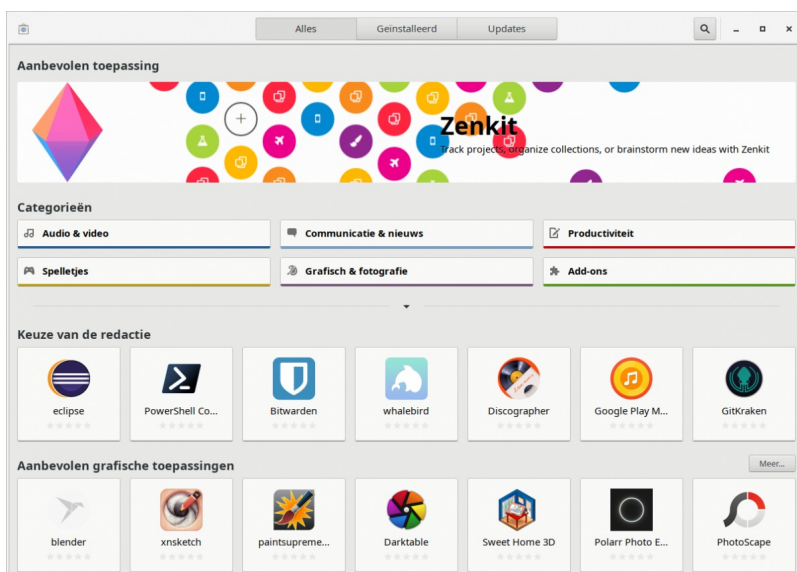 Alles Geïnstalleerd Updates
Aanbevolen toepassing
Zenkit
Track projects, organize collections, or brainstorm new ideas with Zenkit
Categorieën
Audio & video Communicatie & nieuws Productiviteit
Spelletjes Grafisch & fotografie Add-ons
Keuze van de redactie
eclipse PowerShell Co... Bitwarden whalebird Discographer Google Play M... GitKraken
Aanbevolen grafische toepassingen Meer...
blender xnsketch paintsupreme... Darktable Sweet Home 3D Polarr Photo E... PhotoScape